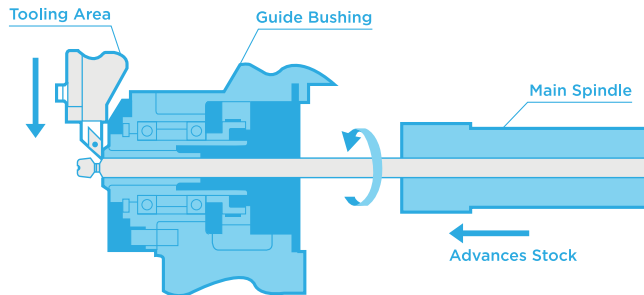 Tooling Area
Guide Bushing
Main Spindle
Advances Stock